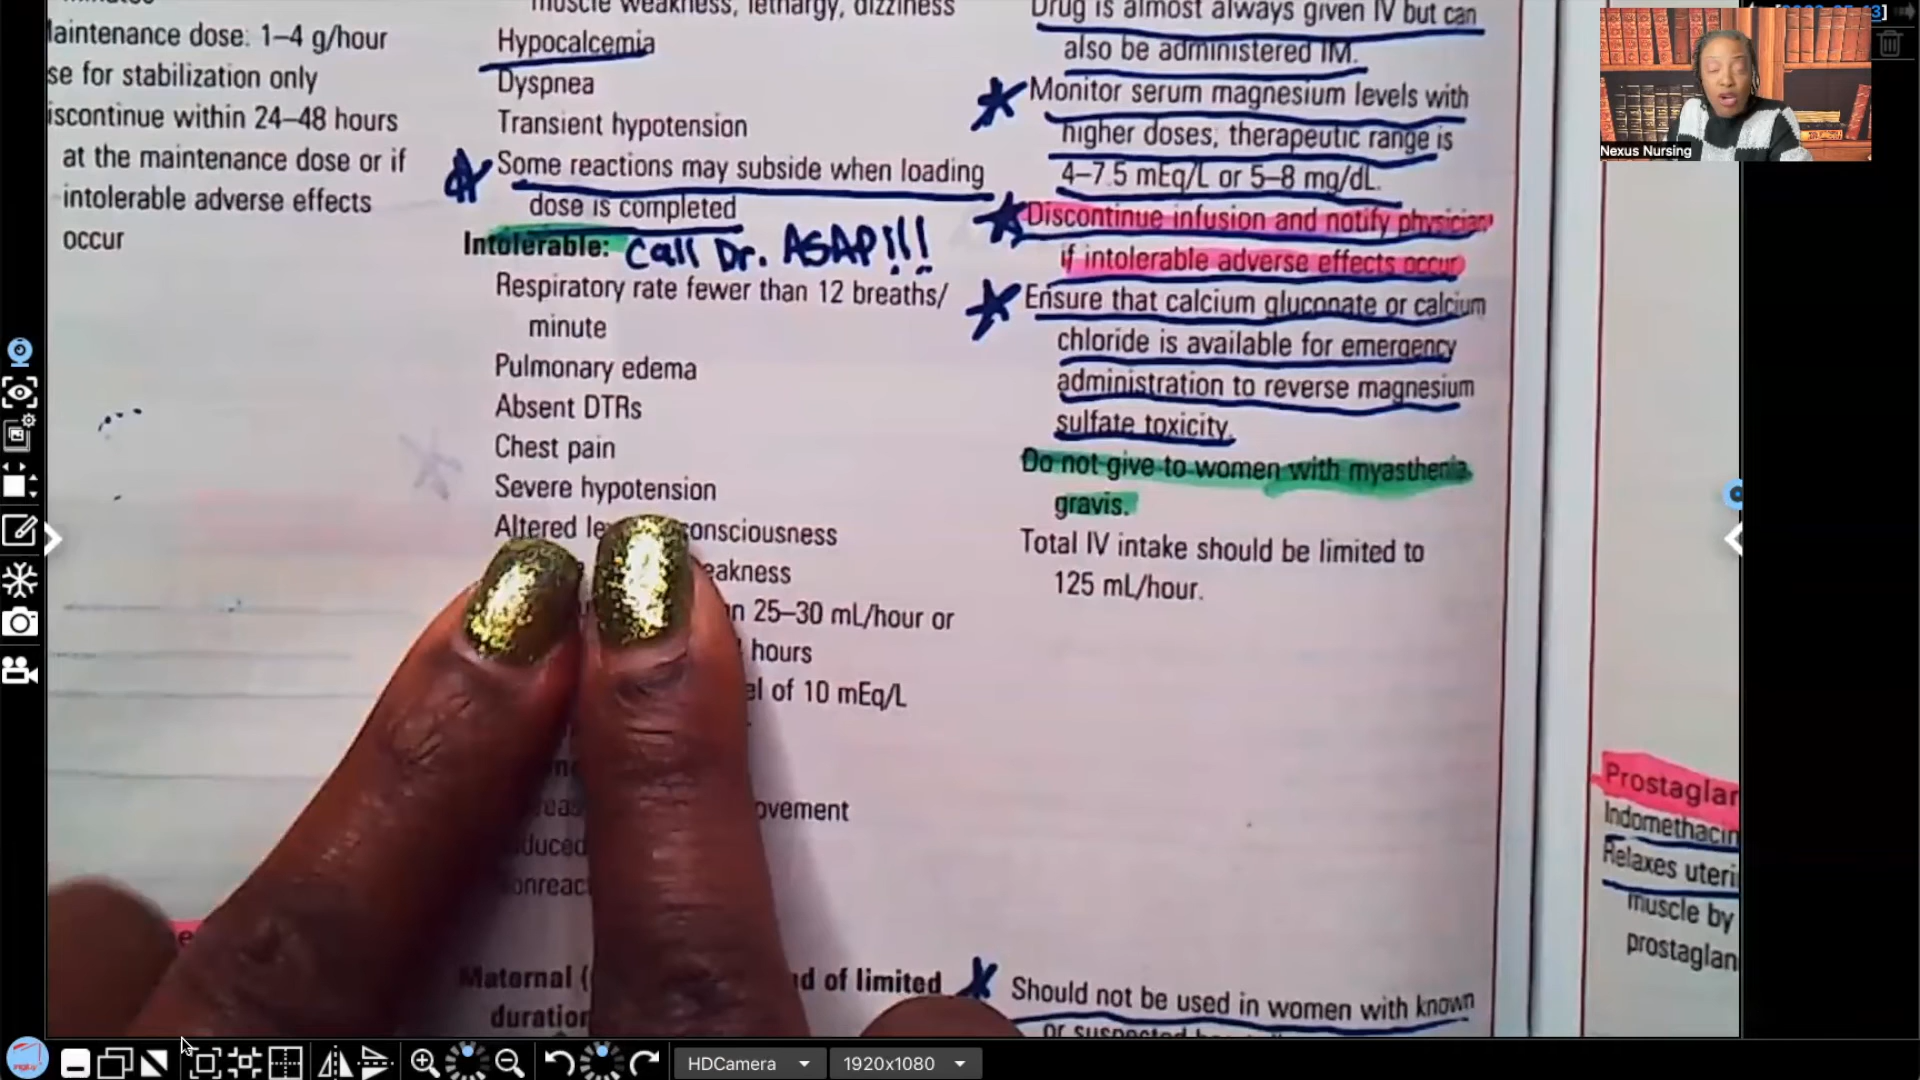 Maintenance dose: 1–4 g/hour
se for stabilization only
iscontinue within 24–48 hours
at the maintenance dose or if
intolerable adverse effects
occur
muscle weakness, lethargy, dizziness
Hypocalcemia
Dyspnea
Transient hypotension
Some reactions may subside when loading
dose is completed
Intolerable: Call Dr. ASAP!!!
Respiratory rate fewer than 12 breaths/
minute
Pulmonary edema
Absent DTRs
Chest pain
Severe hypotension
Altered le consciousness
eakness
n 25–30 mL/hour or
hours
el of 10 mEq/L
ovement
duced
onreac
Maternal ( d of limited
duration
Drug is almost always given IV but can
also be administered IM.
Monitor serum magnesium levels with
higher doses; therapeutic range is
4–7.5 mEq/L or 5–8 mg/dL.
Discontinue infusion and notify physician
if intolerable adverse effects occur
Ensure that calcium gluconate or calcium
chloride is available for emergency
administration to reverse magnesium
sulfate toxicity.
Do not give to women with myasthenia
gravis.
Total IV intake should be limited to
125 mL/hour.
Should not be used in women with known
or suspected
Prostaglan
Indomethacin
Relaxes uteri
muscle by
prostaglan
Nexus Nursing
HDCamera
1920x1080